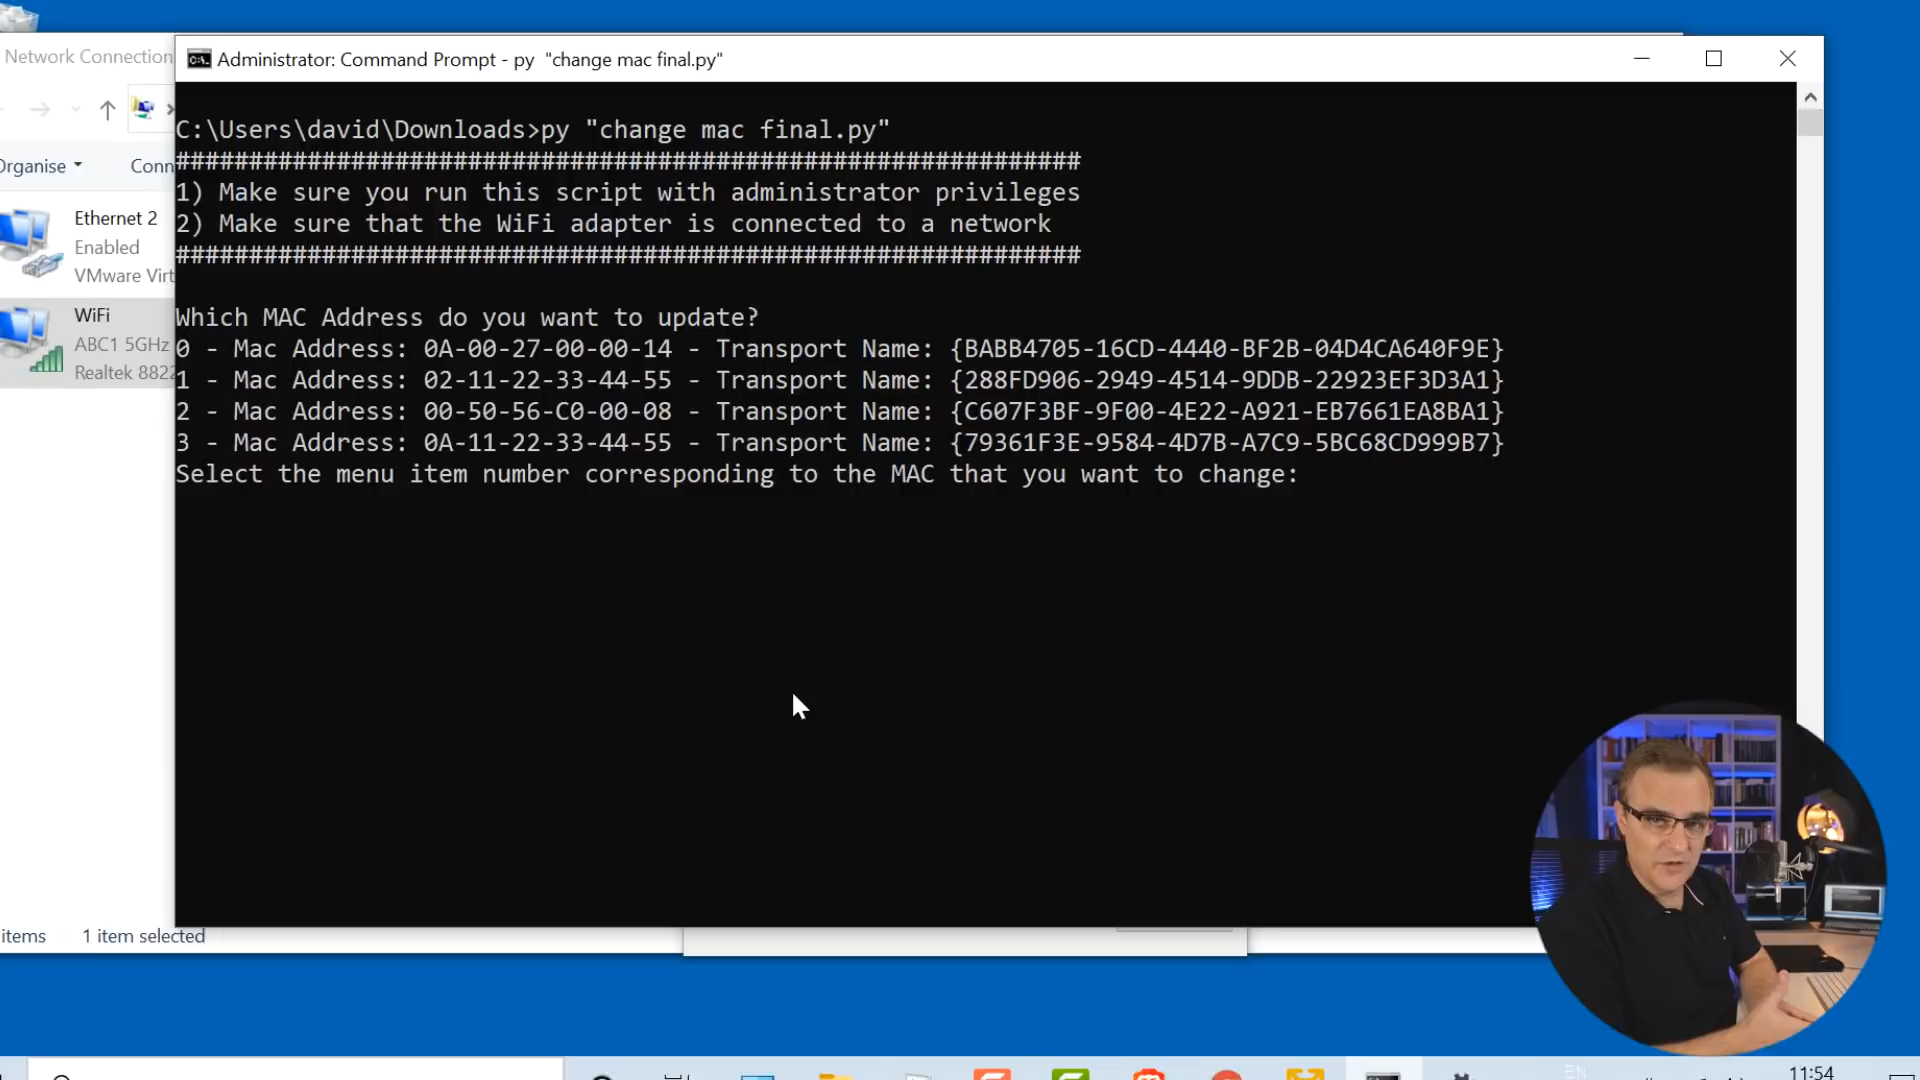 Network Connection
Administrator: Command Prompt - py "change mac final.py"
Organise
Conn
Ethernet 2
Enabled
VMware Virt
WiFi
ABC1 5GHz
Realtek 8822
C:\Users\david\Downloads>py "change mac final.py"
##############################################################
1) Make sure you run this script with administrator privileges
2) Make sure that the WiFi adapter is connected to a network
##############################################################
Which MAC Address do you want to update?
0 - Mac Address: 0A-00-27-00-00-14 - Transport Name: {BABB4705-16CD-4440-BF2B-04D4CA640F9E}
1 - Mac Address: 02-11-22-33-44-55 - Transport Name: {288FD906-2949-4514-9DDB-22923EF3D3A1}
2 - Mac Address: 00-50-56-C0-00-08 - Transport Name: {C607F3BF-9F00-4E22-A921-EB7661EA8BA1}
3 - Mac Address: 0A-11-22-33-44-55 - Transport Name: {79361F3E-9584-4D7B-A7C9-5BC68CD999B7}
Select the menu item number corresponding to the MAC that you want to change:
items
1 item selected
EN
11:54